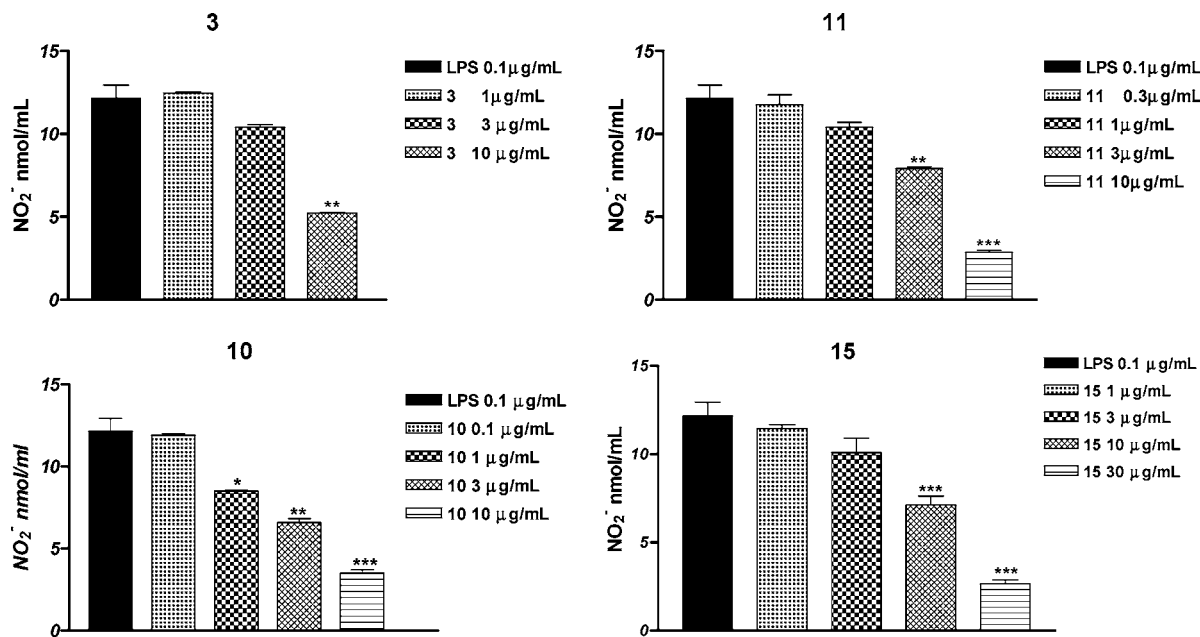 3
15
10
5
0
NO₂⁻ nmol/mL
**
LPS 0.1μg/mL
3 1μg/mL
3 3 μg/mL
3 10 μg/mL
11
15
10
5
0
NO₂⁻ nmol/mL
**
***
LPS 0.1μg/mL
11 0.3μg/mL
11 1μg/mL
11 3μg/mL
11 10μg/mL
10
15
10
5
0
NO₂⁻ nmol/ml
*
**
***
LPS 0.1 μg/mL
10 0.1 μg/mL
10 1 μg/mL
10 3 μg/mL
10 10 μg/mL
15
15
10
5
0
NO₂⁻ nmol/mL
***
***
LPS 0.1 μg/mL
15 1 μg/mL
15 3 μg/mL
15 10 μg/mL
15 30 μg/mL